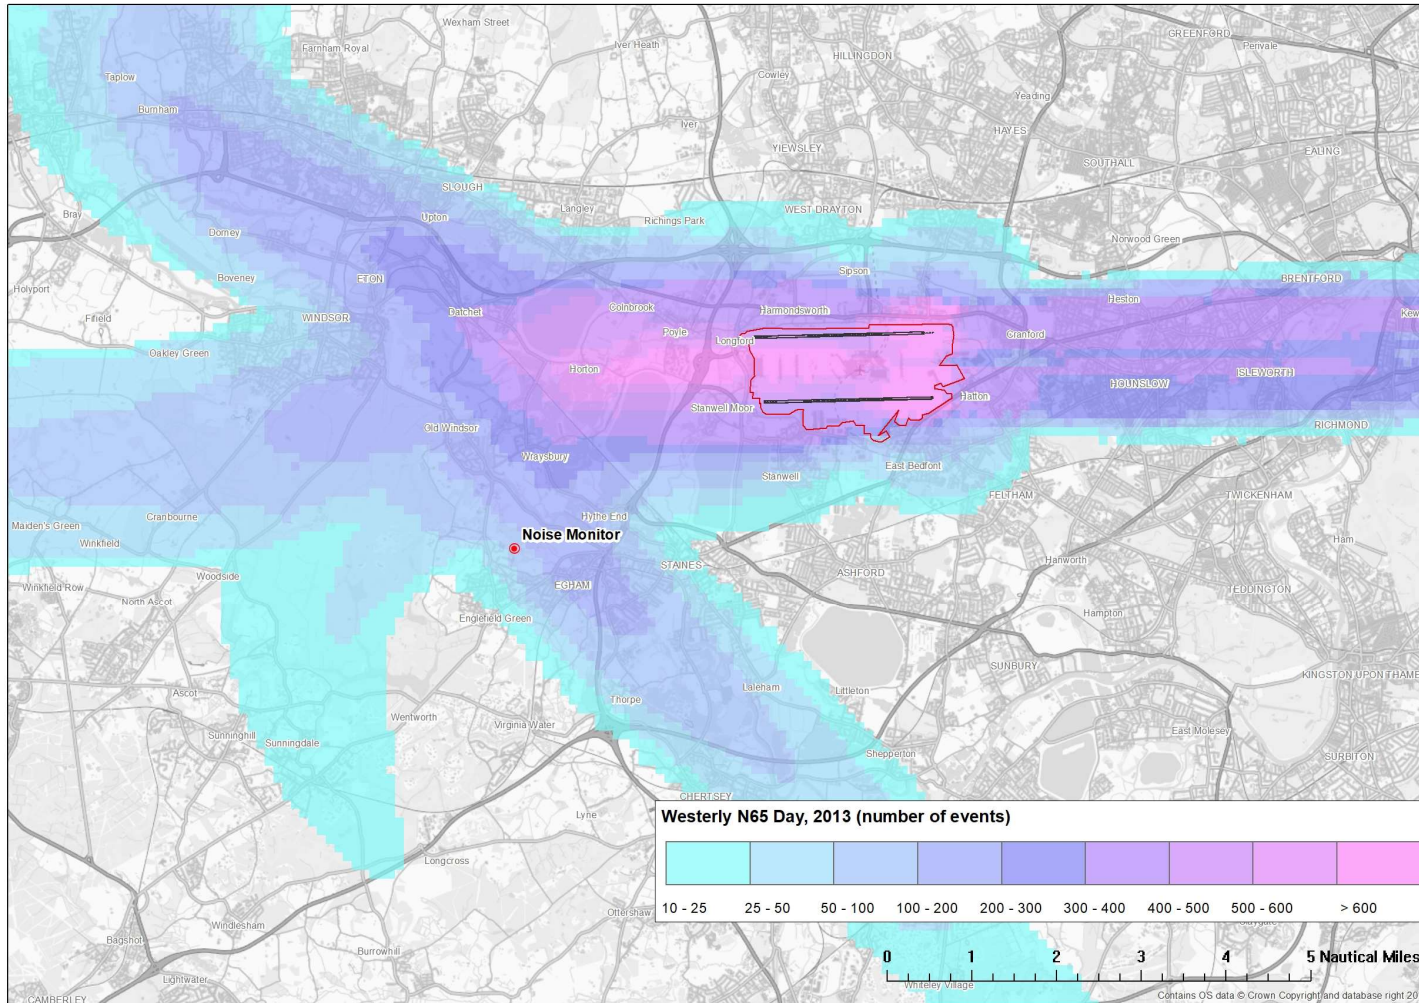 Wexham Street
GREENFORD
Farnham Royal
Iver Heath
Perivale
HILLINGDON
Taplow
Cowley
Yeading
Burnham
Iver
HAYES
YIEWSLEY
EALING
SOUTHALL
SLOUGH
Langley
WEST DRAYTON
Bray
Upton
Richings Park
Dorney
Norwood Green
Boveney
ETON
Sipson
BRENTFORD
Holyport
Heston
Datchet
Colnbrook
Harmondsworth
Kew
Fifield
WINDSOR
Poyle
Cranford
Longford
Oakley Green
Horton
ISLEWORTH
HOUNSLOW
Hatton
Stanwell Moor
Old Windsor
RICHMOND
Wraysbury
East Bedfont
Stanwell
FELTHAM
TWICKENHAM
Hythe End
Cranbourne
Maiden's Green
Noise Monitor
Winkfield
Ham
STAINES
Hanworth
ASHFORD
Woodside
EGHAM
Winkfield Row
TEDDINGTON
North Ascot
Hampton
Englefield Green
SUNBURY
KINGSTON UPON THAME
Ascot
Laleham
Littleton
Thorpe
Wentworth
Virginia Water
Sunninghill
East Molesey
Sunningdale
Shepperton
SURBITON
CHERTSEY
Lyne
Westerly N65 Day, 2013 (number of events)
Longcross
10 - 25 25 - 50 50 - 100 100 - 200 200 - 300 300 - 400 400 - 500 500 - 600 > 600
Ottershaw
Windlesham
Bagshot
Burrowhill
0 1 2 3 4 5 Nautical Miles
Lightwater
Whiteley Village
CAMBERLEY
Contains OS data © Crown Copyright and database right 20